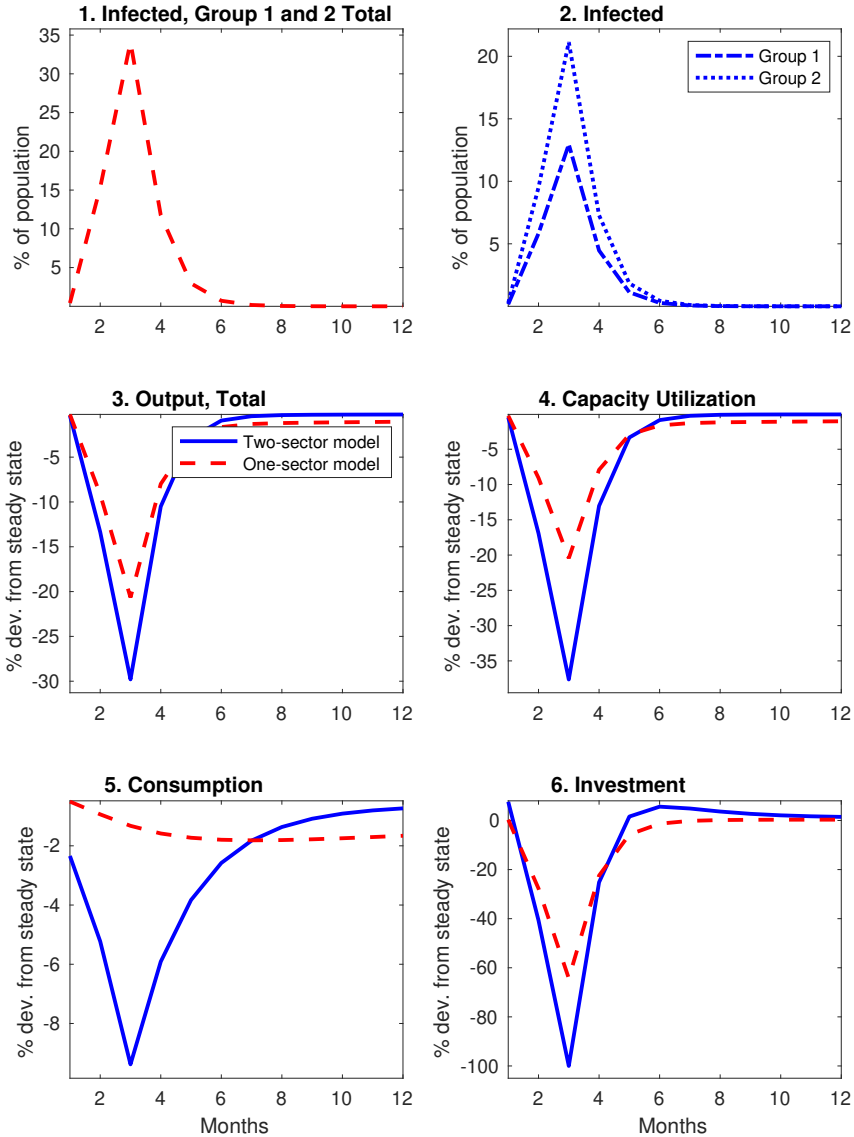 1. Infected, Group 1 and 2 Total
% of population
35
30
25
20
15
10
5
2 4 6 8 10 12
2. Infected
% of population
20
15
10
5
Group 1
Group 2
2 4 6 8 10 12
3. Output, Total
% dev. from steady state
-5
-10
-15
-20
-25
-30
Two-sector model
One-sector model
2 4 6 8 10 12
4. Capacity Utilization
% dev. from steady state
-5
-10
-15
-20
-25
-30
-35
2 4 6 8 10 12
5. Consumption
% dev. from steady state
-2
-4
-6
-8
2 4 6 8 10 12
Months
6. Investment
% dev. from steady state
0
-20
-40
-60
-80
-100
2 4 6 8 10 12
Months